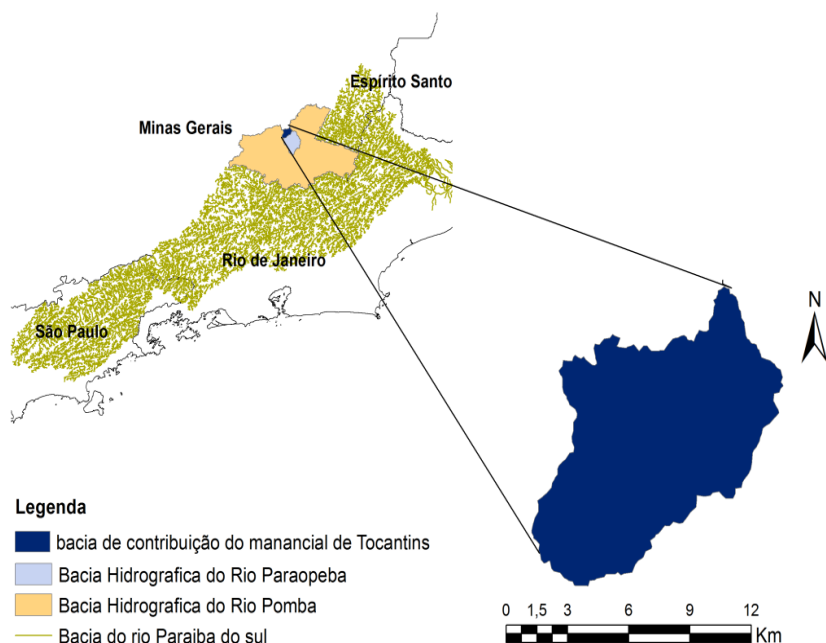 Espírito Santo
Minas Gerais
Rio de Janeiro
São Paulo
N
Legenda
bacia de contribuição do manancial de Tocantins
Bacia Hidrografica do Rio Paraopeba
Bacia Hidrografica do Rio Pomba
Bacia do rio Paraiba do sul
0 1,5 3 6 9 12
Km